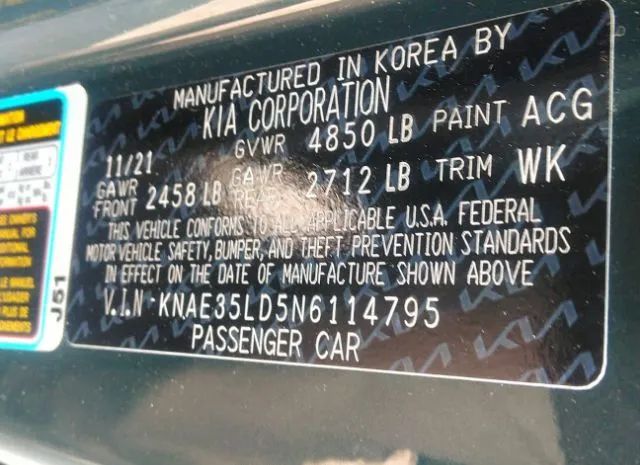 MANUFACTURED IN KOREA BY
KIA CORPORATION
11/21 GVWR 4850 LB PAINT ACG
GAWR FRONT 2458 LB GAWR REAR 2712 LB TRIM WK
THIS VEHICLE CONFORMS TO ALL APPLICABLE U.S.A. FEDERAL
MOTOR VEHICLE SAFETY, BUMPER, AND THEFT PREVENTION STANDARDS
IN EFFECT ON THE DATE OF MANUFACTURE SHOWN ABOVE
V.I.N: KNAE35LD5N6114795
PASSENGER CAR
J51
REAR
ARRIERE